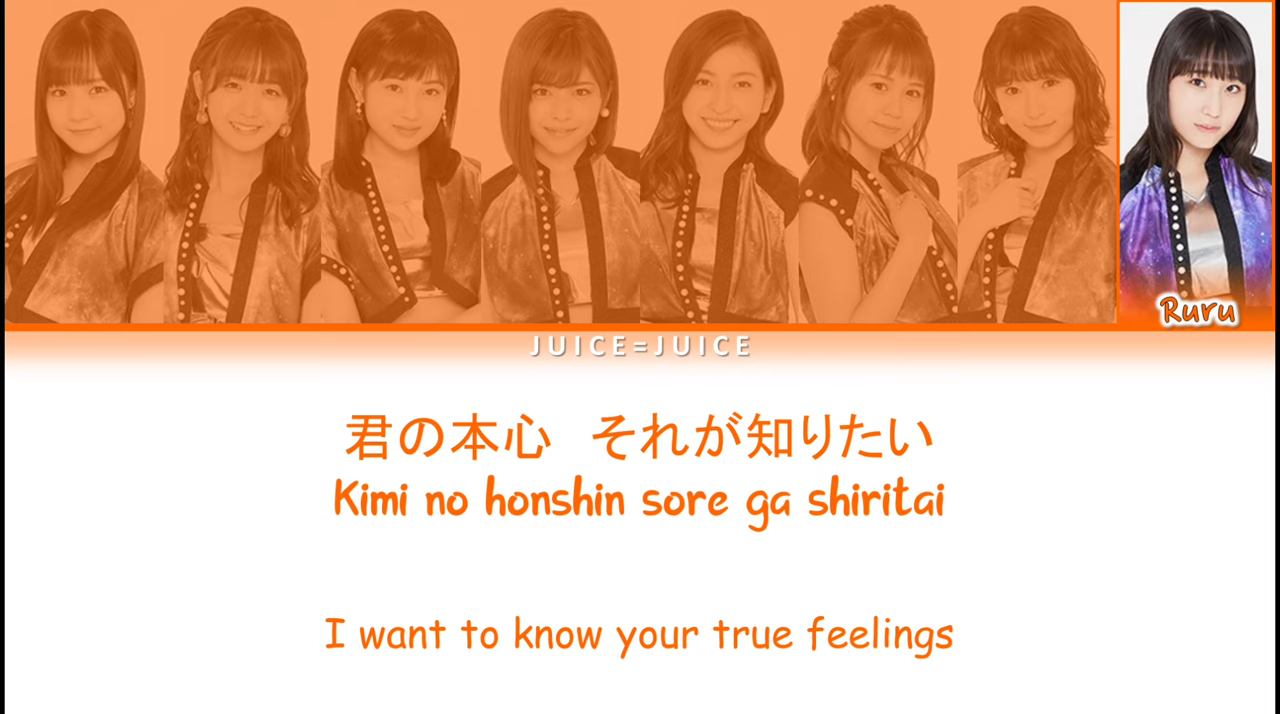 Ruru
JUICE=JUICE
君の本心　それが知りたい
Kimi no honshin sore ga shiritai
I want to know your true feelings